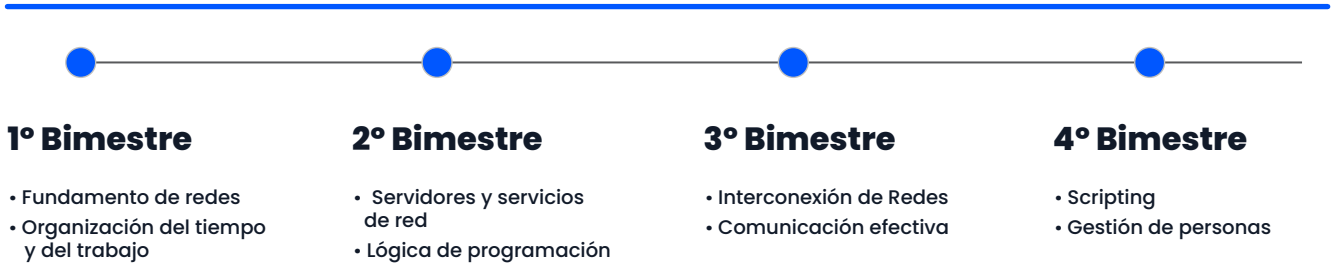 1º Bimestre
• Fundamento de redes
• Organización del tiempo
y del trabajo
2º Bimestre
• Servidores y servicios
de red
• Lógica de programación
3º Bimestre
• Interconexión de Redes
• Comunicación efectiva
4º Bimestre
• Scripting
• Gestión de personas